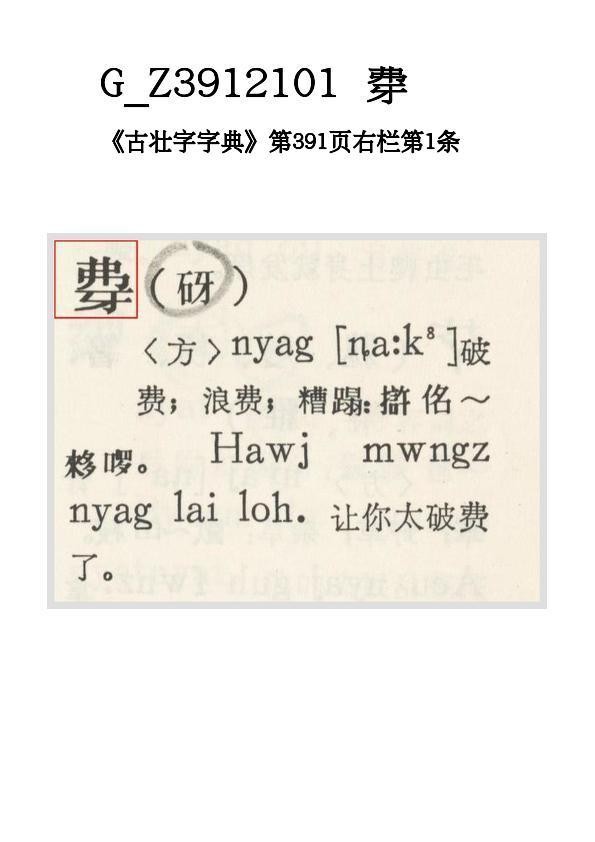 G_Z3912101
《古壮字字典》第391页右栏第1条
（砑）
〈方〉nyag [ȵa:k⁸]破
费；浪费；糟蹋：佲～
啰。 Hawj mwngz
nyag lai loh. 让你太破费
了。